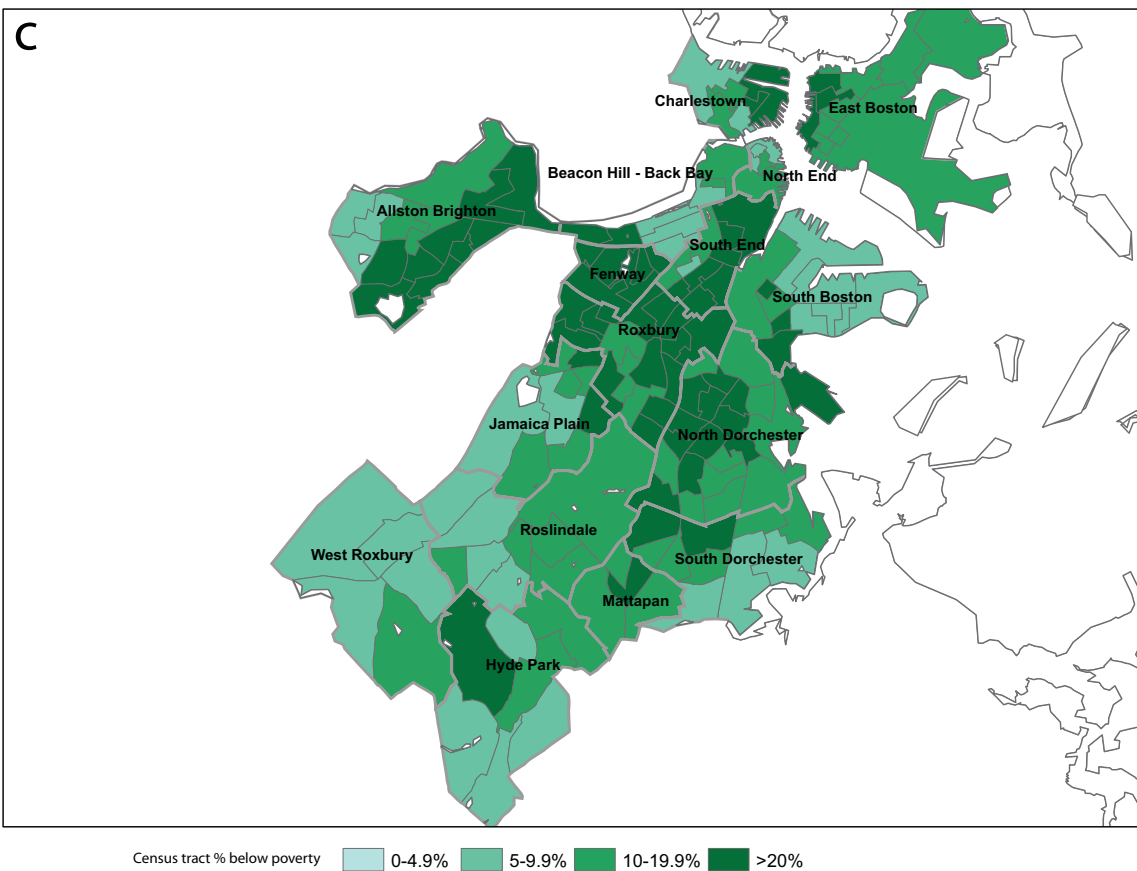 C
Charlestown
East Boston
Beacon Hill - Back Bay
North End
Allston Brighton
South End
Fenway
South Boston
Roxbury
Jamaica Plain
North Dorchester
Roslindale
West Roxbury
South Dorchester
Mattapan
Hyde Park
Census tract % below poverty 0-4.9% 5-9.9% 10-19.9% >20%